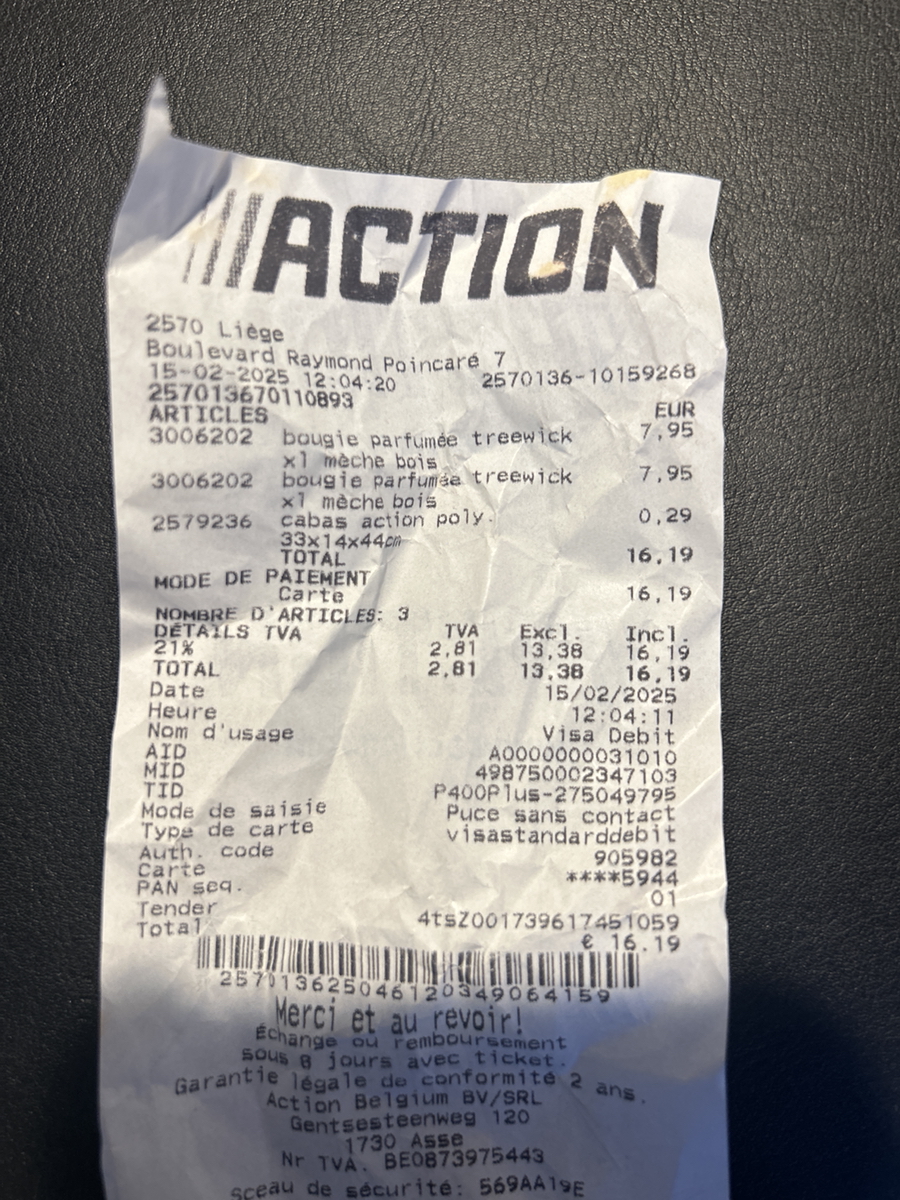 ACTION
2570 Liège
Boulevard Raymond Poincaré 7
15-02-2025 12:04:20 2570136-10159268
257013670110893
ARTICLES EUR
3006202 bougie parfumée treewick 7,95
x1 mèche bois
3006202 bougie parfumée treewick 7,95
x1 mèche bois
2579236 cabas action poly. 0,29
33x14x44cm
TOTAL 16,19
MODE DE PAIEMENT
Carte 16,19
NOMBRE D'ARTICLES: 3
DÉTAILS TVA TVA Excl. Incl.
21% 2,81 13,38 16,19
TOTAL 2,81 13,38 16,19
Date 15/02/2025
Heure 12:04:11
Nom d'usage Visa Debit
AID A0000000031010
MID 498750002347103
TID P400Plus-275049795
Mode de saisie Puce sans contact
Type de carte visastandarddebit
Auth. code 905982
Carte ****5944
PAN seq. 01
Tender 4tsZ001739617451059
Total € 16.19
257013625046120349064159
Merci et au revoir!
Échange ou remboursement
sous 8 jours avec ticket.
Garantie légale de conformité 2 ans.
Action Belgium BV/SRL
Gentsesteenweg 120
1730 Asse
Nr TVA. BE0873975443
Sceau de sécurité: 569AA19E